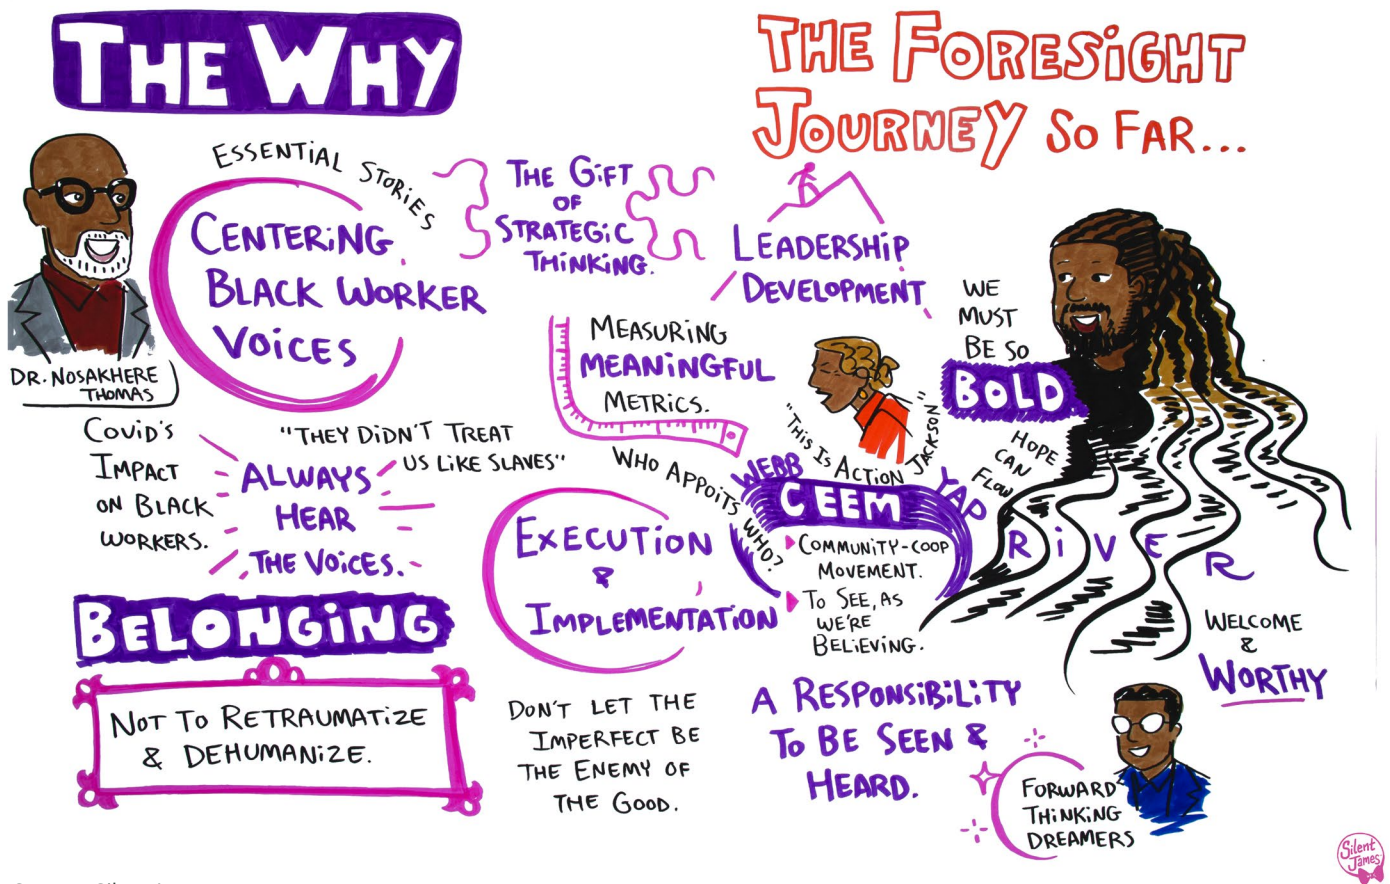 THE WHY
THE FORESIGHT
JOURNEY SO FAR...
ESSENTIAL STORIES
CENTERING
BLACK WORKER
VOICES
DR. NOSAKHERE
THOMAS
THE GIFT
OF
STRATEGIC
THINKING.
LEADERSHIP
DEVELOPMENT
MEASURING
MEANINGFUL
METRICS.
WE
MUST
BE SO
BOLD
HOPE
CAN
FLOW
RIVER
COVID'S
IMPACT
ON BLACK
WORKERS.
"THEY DIDN'T TREAT
US LIKE SLAVES"
ALWAYS
HEAR
THE VOICES.
WHO APPOITS WHO?
"THIS IS ACTION JACKSON"
WEBB
CEEM
YAP
COMMUNITY-COOP
MOVEMENT.
TO SEE, AS
WE'RE
BELIEVING.
EXECUTION
&
IMPLEMENTATION
BELONGING
NOT TO RETRAUMATIZE
& DEHUMANIZE.
DON'T LET THE
IMPERFECT BE
THE ENEMY OF
THE GOOD.
A RESPONSIBILITY
TO BE SEEN &
HEARD.
WELCOME
&
WORTHY
FORWARD
THINKING
DREAMERS
Silent
James